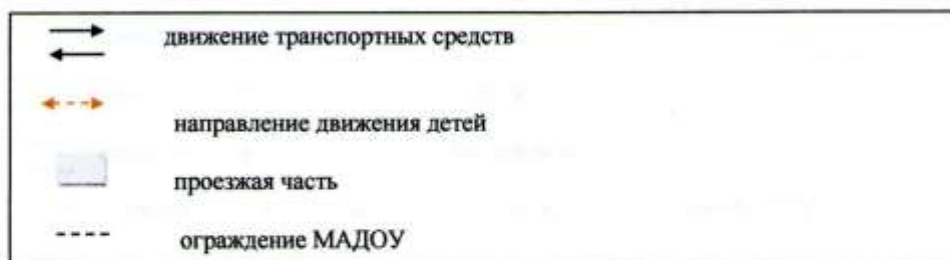 движение транспортных средств
направление движения детей
проезжая часть
ограждение МАДОУ